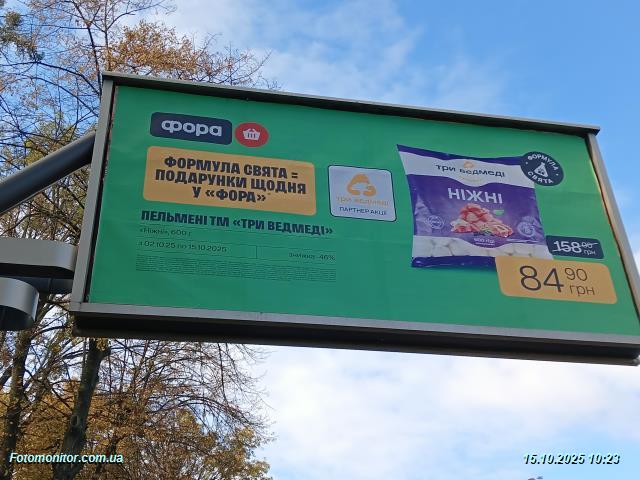 фора
ФОРМУЛА СВЯТА =
ПОДАРУНКИ ЩОДНЯ
У «ФОРА»
ТРИ ВЕДМЕДІ
ПАРТНЕР АКЦІЇ
ПЕЛЬМЕНІ ТМ «ТРИ ВЕДМЕДІ»
«Ніжні», 600 г
з 02.10.25 по 15.10.2025
знижка -46%
ТРИ ВЕДМЕДІ
НІЖНІ
ФОРМУЛА
СВЯТА
158 90
грн
84 90
грн
Fotomonitor.com.ua
15.10.2025 10:23